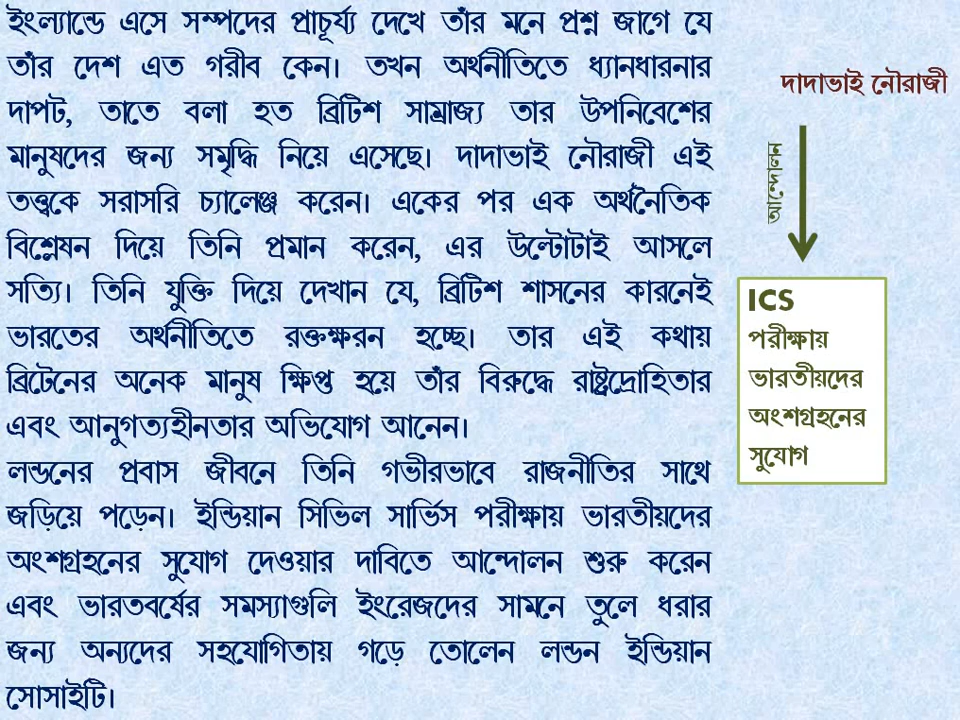 ইংল্যান্ডে এসে সম্পদের প্রাচূর্য্য দেখে তাঁর মনে প্রশ্ন জাগে যে
তাঁর দেশ এত গরীব কেন। তখন অর্থনীতিতে ধ্যানধারনার
দাপট, তাতে বলা হত ব্রিটিশ সাম্রাজ্য তার উপনিবেশের
মানুষদের জন্য সমৃদ্ধি নিয়ে এসেছে। দাদাভাই নৌরাজী এই
তত্ত্বকে সরাসরি চ্যালেঞ্জ করেন। একের পর এক অর্থনৈতিক
বিশ্লেষন দিয়ে তিনি প্রমান করেন, এর উল্টোটাই আসলে
সত্যি। তিনি যুক্তি দিয়ে দেখান যে, ব্রিটিশ শাসনের কারনেই
ভারতের অর্থনীতিতে রক্তক্ষরন হচ্ছে। তার এই কথায়
ব্রিটেনের অনেক মানুষ ক্ষিপ্ত হয়ে তাঁর বিরুদ্ধে রাষ্ট্রদ্রোহিতার
এবং আনুগত্যহীনতার অভিযোগ আনেন।
লন্ডনের প্রবাস জীবনে তিনি গভীরভাবে রাজনীতির সাথে
জড়িয়ে পড়েন। ইন্ডিয়ান সিভিল সার্ভিস পরীক্ষায় ভারতীয়দের
অংশগ্রহনের সুযোগ দেওয়ার দাবিতে আন্দোলন শুরু করেন
এবং ভারতবর্ষের সমস্যাগুলি ইংরেজদের সামনে তুলে ধরার
জন্য অন্যদের সহযোগিতায় গড়ে তোলেন লন্ডন ইন্ডিয়ান
সোসাইটি।
দাদাভাই নৌরাজী
আন্দোলন
ICS
পরীক্ষায়
ভারতীয়দের
অংশগ্রহনের
সুযোগ